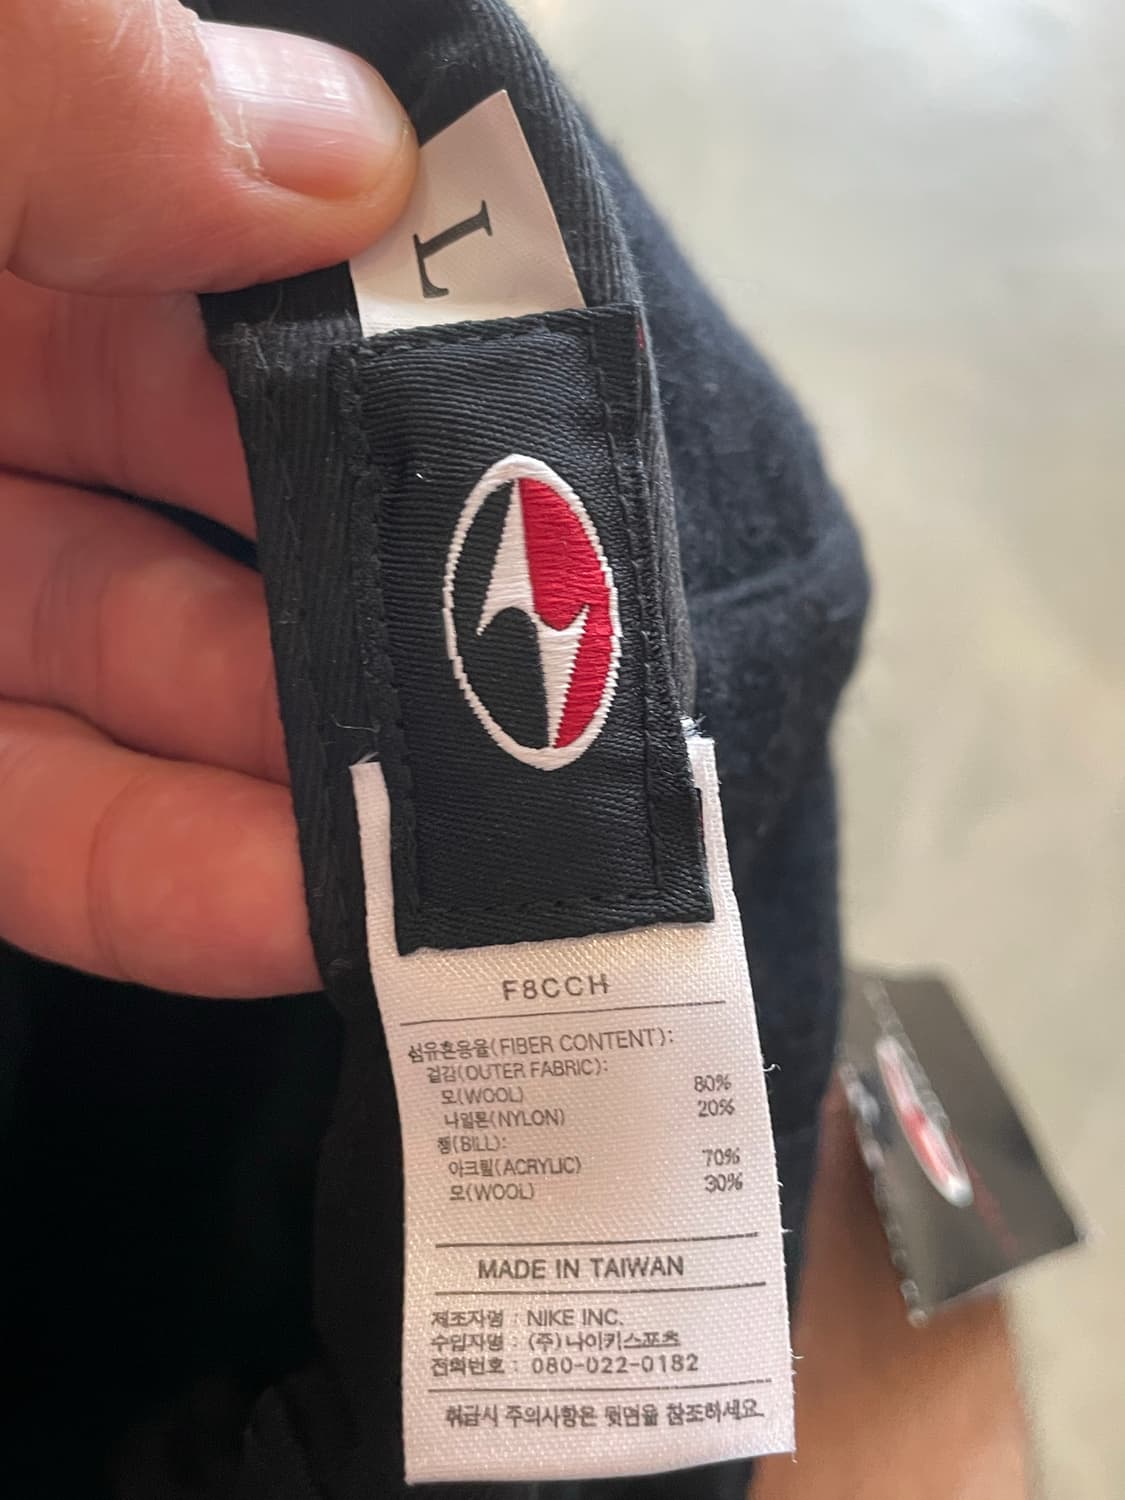 L
F8CCH
섬유혼용율(FIBER CONTENT):
겉감(OUTER FABRIC):
모(WOOL) 80%
나일론(NYLON) 20%
챙(BILL):
아크릴(ACRYLIC) 70%
모(WOOL) 30%
MADE IN TAIWAN
제조자명 : NIKE INC.
수입자명 : (주)나이키스포츠
전화번호 : 080-022-0182
취급시 주의사항은 뒷면을 참조하세요.